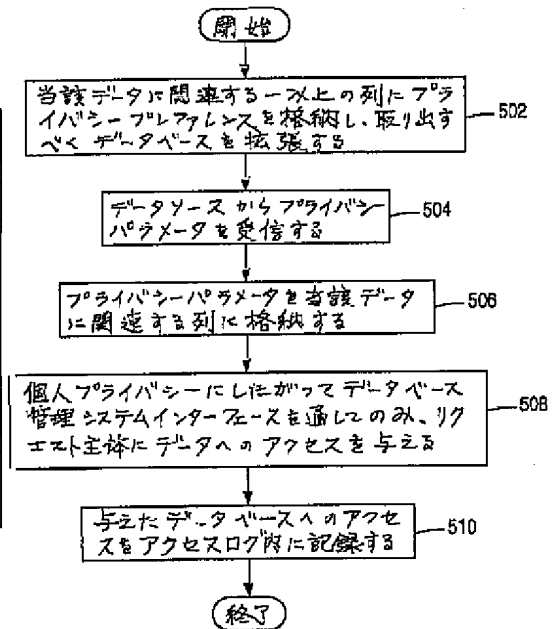 開始
当該データに関連する一以上の列にプラ
イバシープレファレンスを格納し、取り出す
べくデータベースを拡張する
502
データソースからプライバシー
パラメータを受信する
504
プライバシーパラメータを当該データ
に関連する列に格納する
506
個人プライバシーにしたがってデータベース
管理システムインターフェースを通してのみ、リク
エスト主体にデータへのアクセスを与える
508
与えたデータベースへのアクセ
スをアクセスログ内に記録する
510
終了